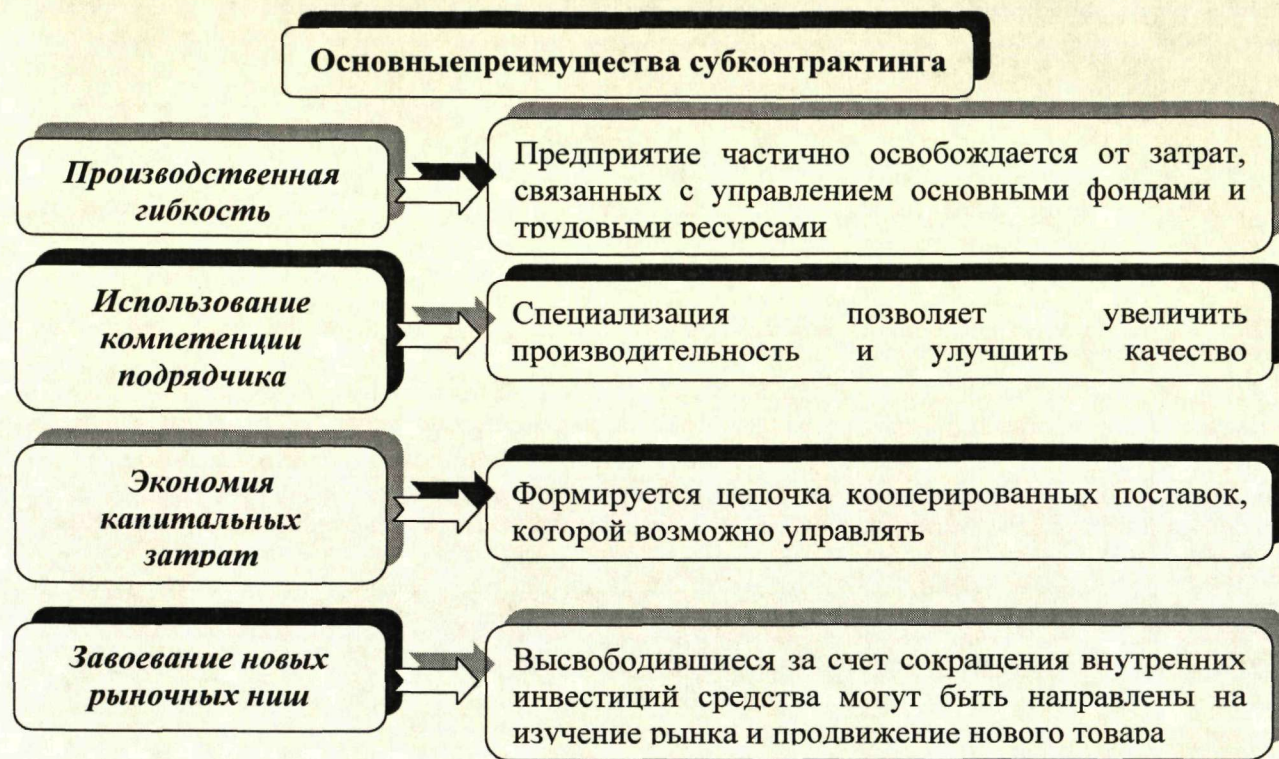 Основныепреимущества субконтрактинга
Производственная
гибкость
Предприятие частично освобождается от затрат,
связанных с управлением основными фондами и
трудовыми ресурсами
Использование
компетенции
подрядчика
Специализация позволяет увеличить
производительность и улучшить качество
Экономия
капитальных
затрат
Формируется цепочка кооперированных поставок,
которой возможно управлять
Завоевание новых
рыночных ниш
Высвободившиеся за счет сокращения внутренних
инвестиций средства могут быть направлены на
изучение рынка и продвижение нового товара